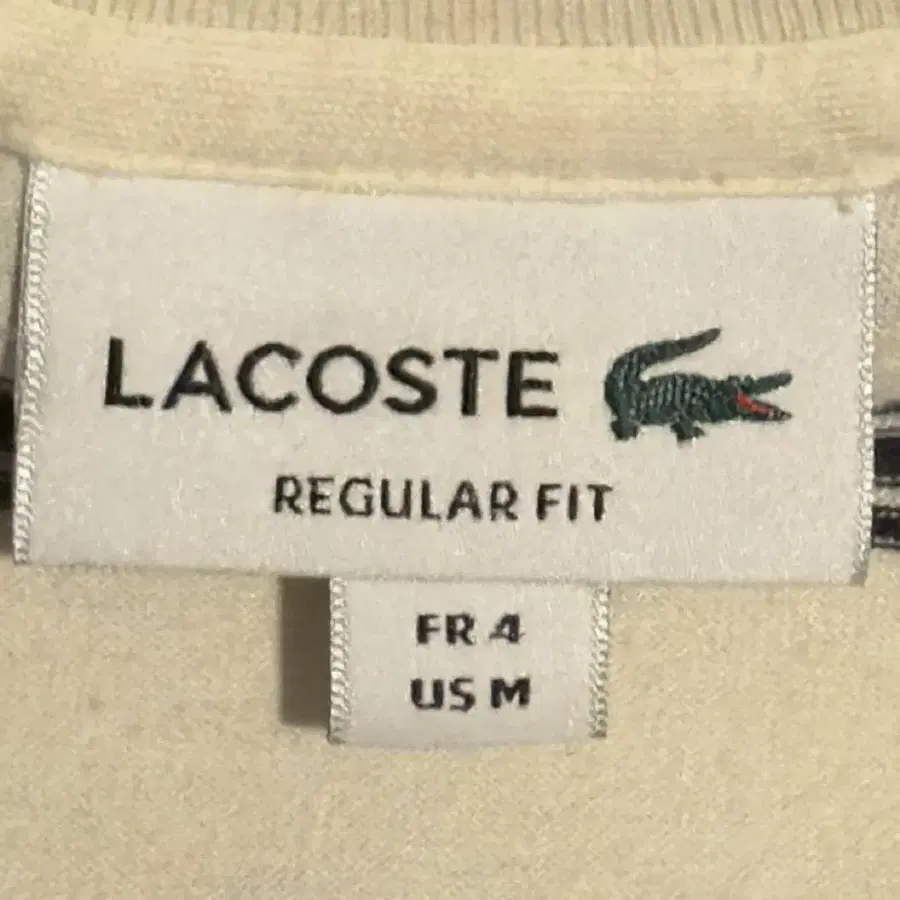 LACOSTE
REGULAR FIT
FR 4
US M